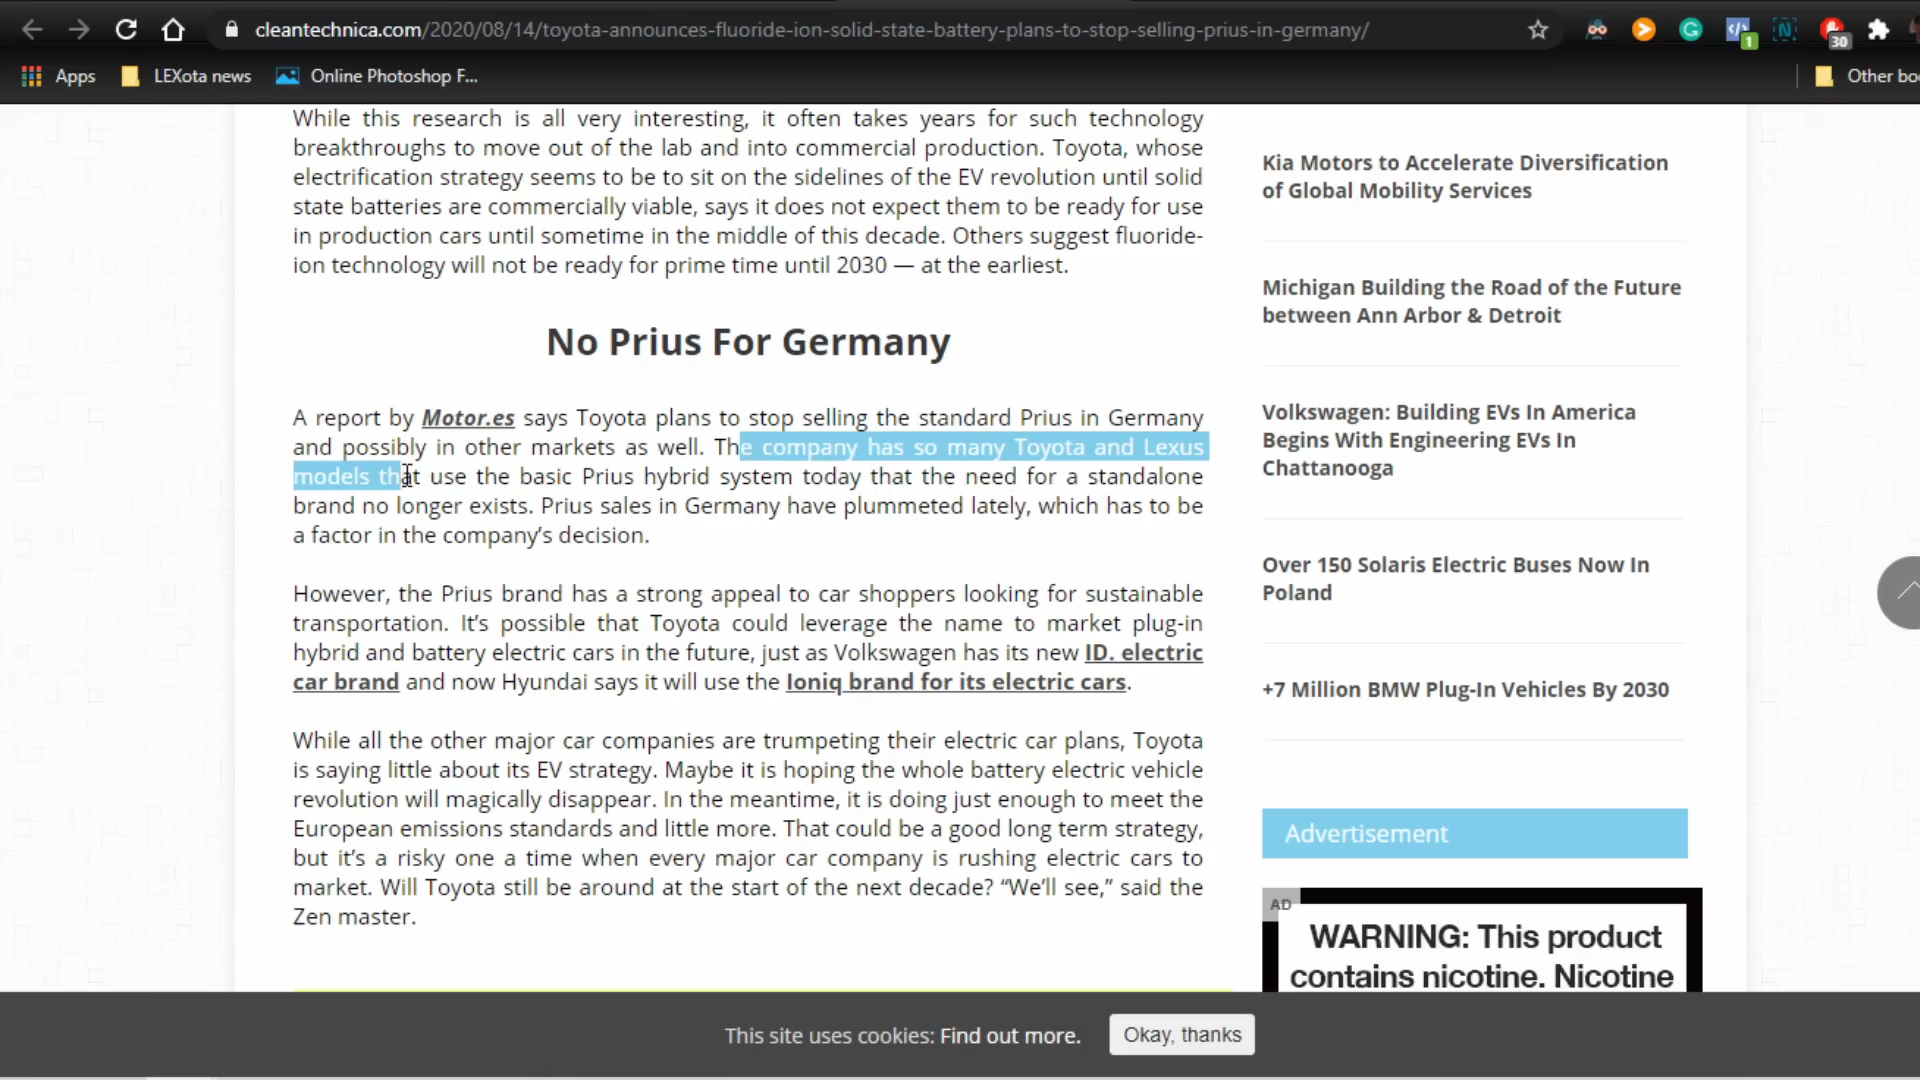 cleantechnica.com/2020/08/14/toyota-announces-fluoride-ion-solid-state-battery-plans-to-stop-selling-prius-in-germany/
1
30
Apps
LEXota news
Online Photoshop F...
Other bo
While this research is all very interesting, it often takes years for such technology
breakthroughs to move out of the lab and into commercial production. Toyota, whose
electrification strategy seems to be to sit on the sidelines of the EV revolution until solid
state batteries are commercially viable, says it does not expect them to be ready for use
in production cars until sometime in the middle of this decade. Others suggest fluoride-
ion technology will not be ready for prime time until 2030 — at the earliest.
No Prius For Germany
A report by Motor.es says Toyota plans to stop selling the standard Prius in Germany
and possibly in other markets as well. The company has so many Toyota and Lexus
models that use the basic Prius hybrid system today that the need for a standalone
brand no longer exists. Prius sales in Germany have plummeted lately, which has to be
a factor in the company’s decision.
However, the Prius brand has a strong appeal to car shoppers looking for sustainable
transportation. It’s possible that Toyota could leverage the name to market plug-in
hybrid and battery electric cars in the future, just as Volkswagen has its new ID. electric
car brand and now Hyundai says it will use the Ioniq brand for its electric cars.
While all the other major car companies are trumpeting their electric car plans, Toyota
is saying little about its EV strategy. Maybe it is hoping the whole battery electric vehicle
revolution will magically disappear. In the meantime, it is doing just enough to meet the
European emissions standards and little more. That could be a good long term strategy,
but it’s a risky one a time when every major car company is rushing electric cars to
market. Will Toyota still be around at the start of the next decade? “We’ll see,” said the
Zen master.
Kia Motors to Accelerate Diversification
of Global Mobility Services
Michigan Building the Road of the Future
between Ann Arbor & Detroit
Volkswagen: Building EVs In America
Begins With Engineering EVs In
Chattanooga
Over 150 Solaris Electric Buses Now In
Poland
+7 Million BMW Plug-In Vehicles By 2030
Advertisement
AD
WARNING: This product
contains nicotine. Nicotine
This site uses cookies: Find out more.
Okay, thanks